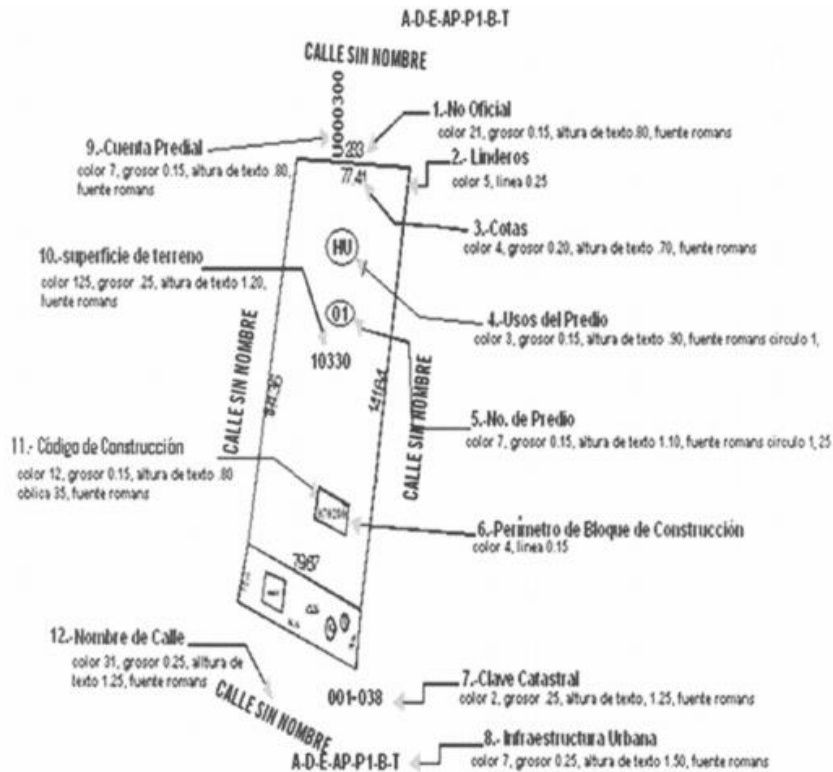 A-D-E-AP-P1-B-T
CALLE SIN NOMBRE
U000300
1.-No Oficial
color 21, grosor 0.15, altura de texto.80, fuente romans
233
9.-Cuenta Predial
color 7, grosor 0.15, altura de texto .80,
fuente romans
2.- Linderos
color 5, linea 0.25
77.41
3.-Cotas
color 4, grosor 0.20, altura de texto .70, fuente romans
HU
10.-superficie de terreno
color 125, grosor .25, altura de texto 1.20,
fuente romans
01
4.-Usos del Predio
color 3, grosor 0.15, altura de texto .90, fuente romans circulo 1,
10330
CALLE SIN NOMBRE
141.64
CALLE SIN NOMBRE
5.-No. de Predio
color 7, grosor 0.15, altura de texto 1.10, fuente romans circulo 1,25
11.- Código de Construcción
color 12, grosor 0.15, altura de texto .80
oblica 35, fuente romans
6.-Perímetro de Bloque de Construcción
color 4, linea 0.15
79.67
12.-Nombre de Calle
color 31, grosor 0.25, alltura de
texto 1.25, fuente romans
CALLE SIN NOMBRE
001-038
7.-Clave Catastral
color 2, grosor .25, altura de texto, 1.25, fuente romans
A-D-E-AP-P1-B-T
8.- Infraestructura Urbana
color 7, grosor 0.25, altura de texto 1.50, fuente romans